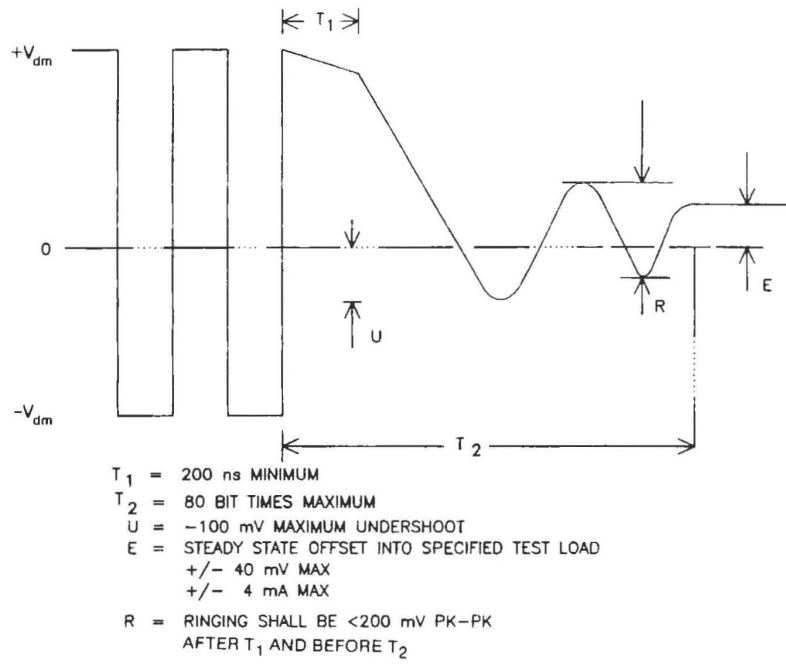 T1
+Vdm
0
U
R
E
-Vdm
T2
T1 = 200 ns MINIMUM
T2 = 80 BIT TIMES MAXIMUM
U = -100 mV MAXIMUM UNDERSHOOT
E = STEADY STATE OFFSET INTO SPECIFIED TEST LOAD
+/- 40 mV MAX
+/- 4 mA MAX
R = RINGING SHALL BE <200 mV PK-PK
AFTER T1 AND BEFORE T2